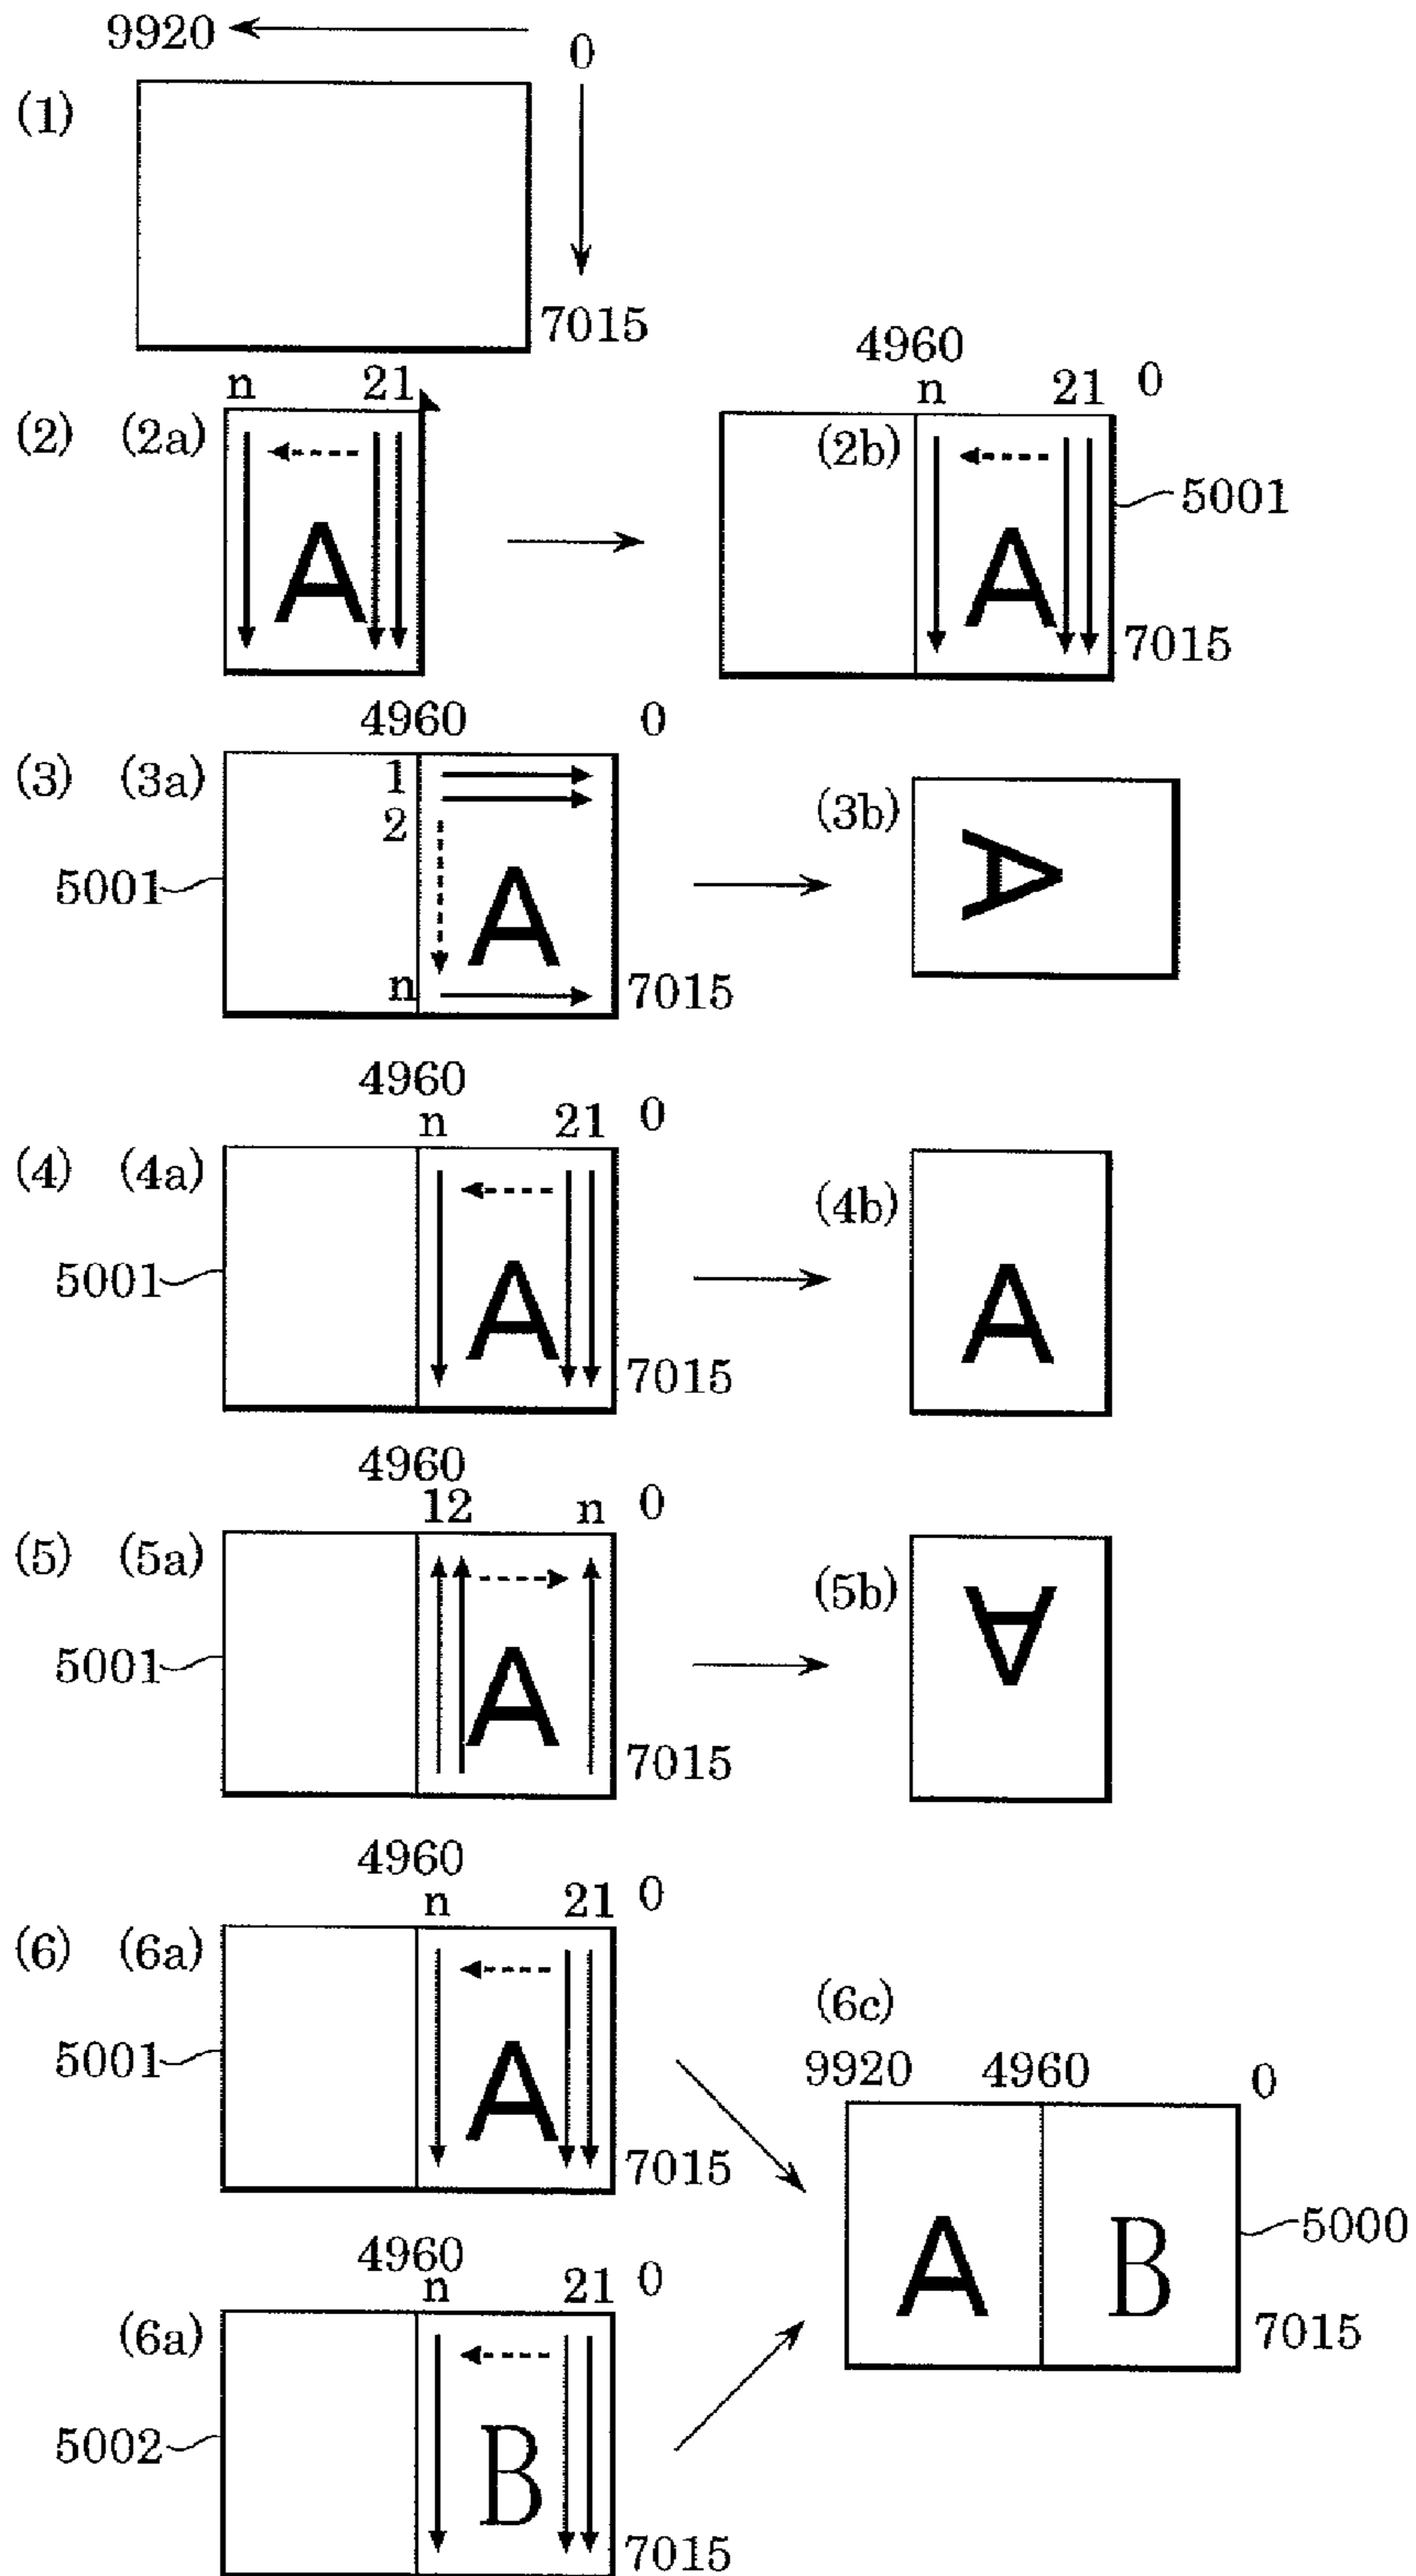 9920 0
(1)
7015
n 21
(2) (2a)
A
4960
n 21 0
(2b)
A
5001
7015
4960 0
(3) (3a)
1
2
5001
A
n
7015
(3b)
A
4960
n 21 0
(4) (4a)
5001
A
7015
(4b)
A
4960
12 n 0
(5) (5a)
5001
A
7015
(5b)
A
4960
n 21 0
(6) (6a)
5001
A
7015
4960
n 21 0
(6a)
5002
B
7015
(6c)
9920 4960 0
A B
5000
7015